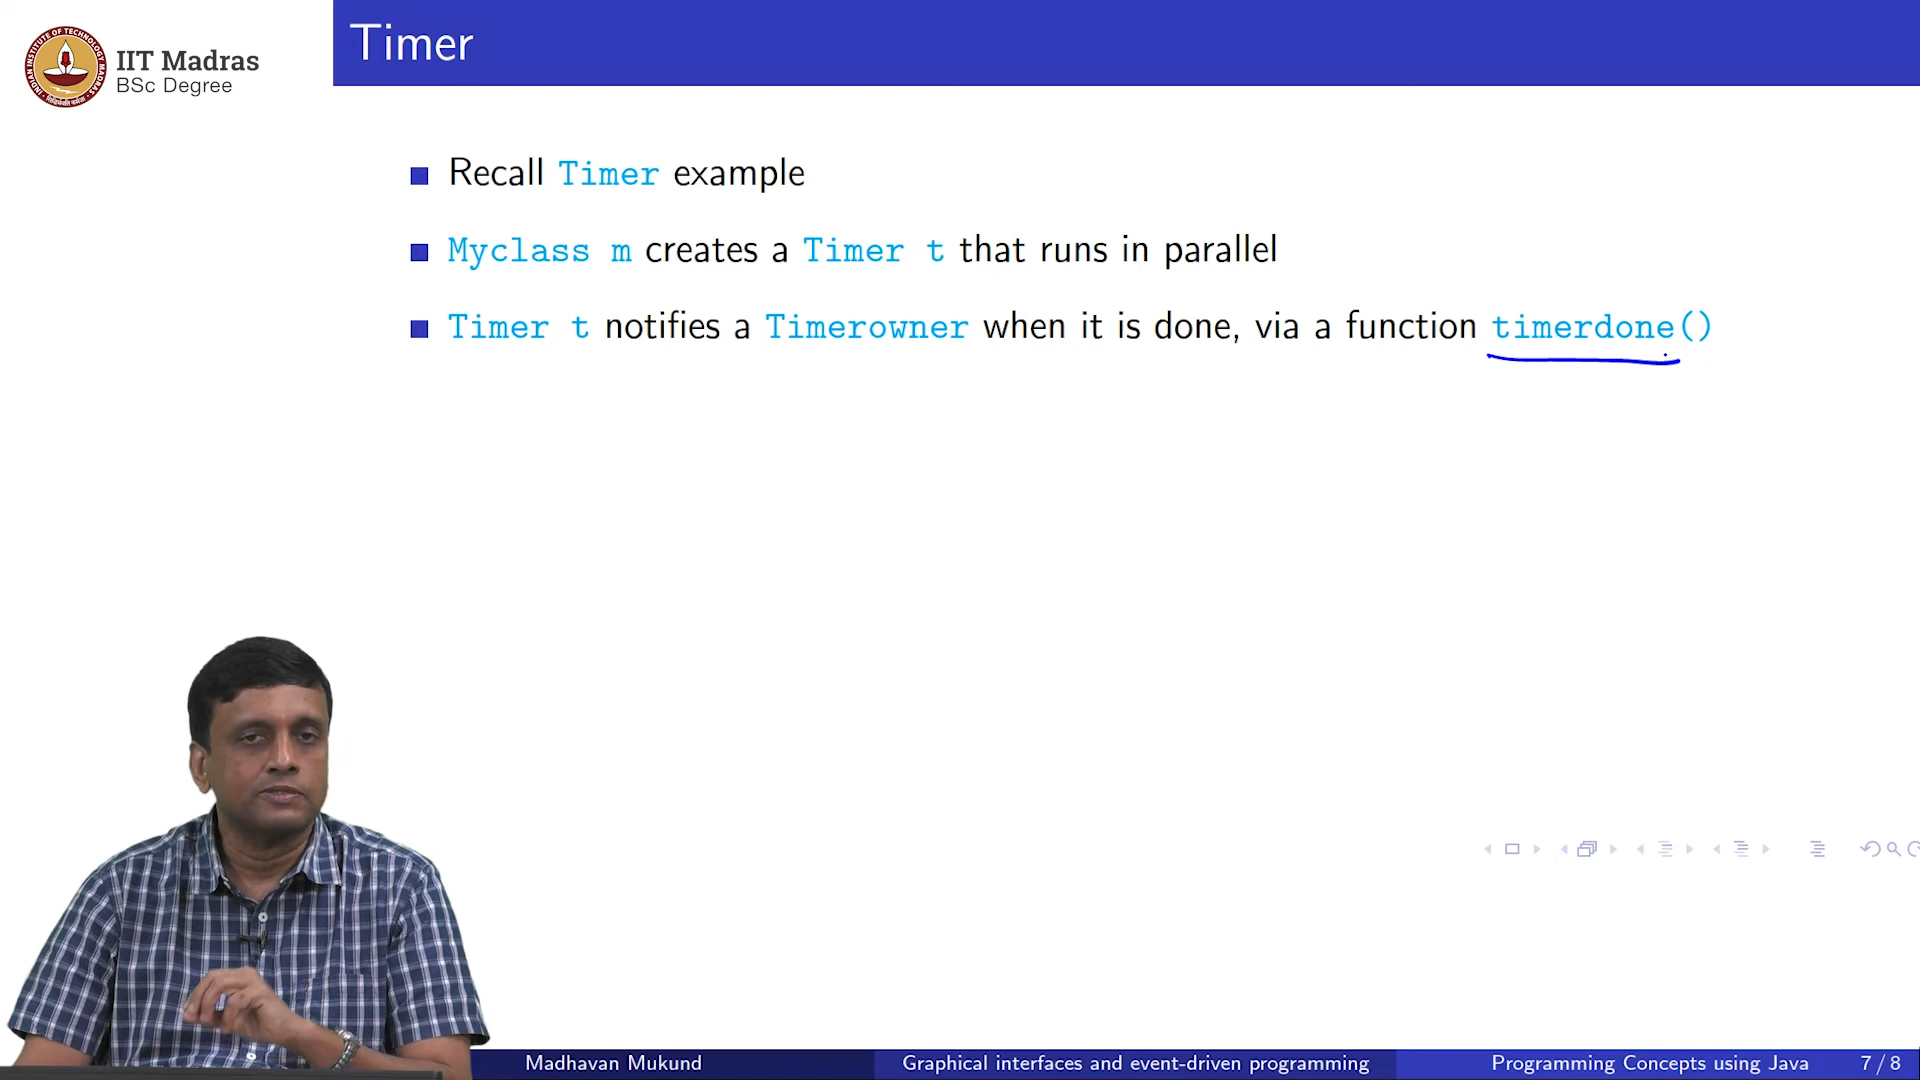 IIT Madras
BSc Degree
Timer
Recall Timer example
Myclass m creates a Timer t that runs in parallel
Timer t notifies a Timerowner when it is done, via a function timerdone()
Madhavan Mukund
Graphical interfaces and event-driven programming
Programming Concepts using Java
7 / 8